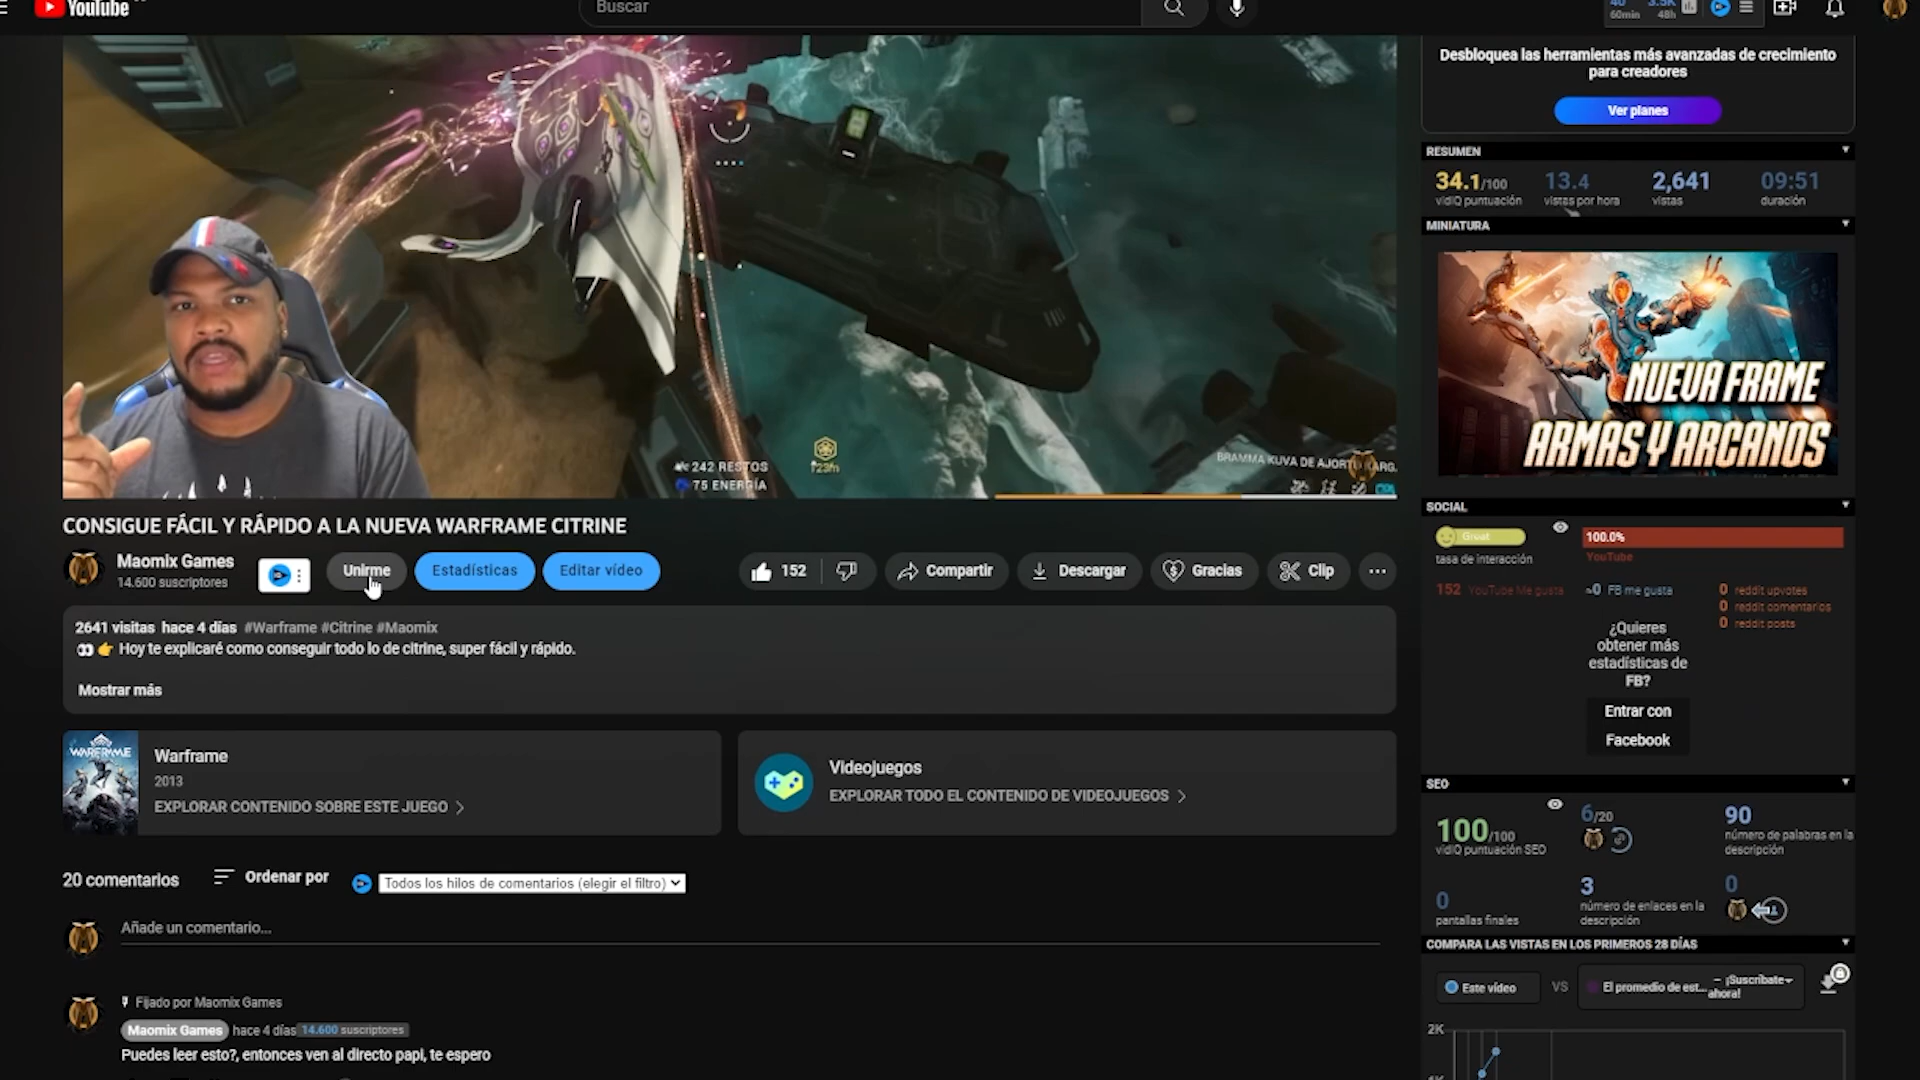 YouTube
Buscar
60min
48h
Desbloquea las herramientas más avanzadas de crecimiento
para creadores
Ver planes
RESUMEN
34.1/100
vidIQ puntuación
13.4
vistas por hora
2,641
vistas
09:51
duración
MINIATURA
NUEVA FRAME
ARMAS Y ARCANOS
242 RESTOS
75 ENERGÍA
123m
BRAMMA KUVA DE AJORT
CONSIGUE FÁCIL Y RÁPIDO A LA NUEVA WARFRAME CITRINE
Maomix Games
14.600 suscriptores
Unirme
Estadísticas
Editar vídeo
152
Compartir
Descargar
Gracias
Clip
2641 visitas hace 4 días #Warframe #Citrine #Maomix
Hoy te explicaré como conseguir todo lo de citrine, super fácil y rápido.
Mostrar más
WARFRAME
Warframe
2013
EXPLORAR CONTENIDO SOBRE ESTE JUEGO
Videojuegos
EXPLORAR TODO EL CONTENIDO DE VIDEOJUEGOS
20 comentarios
Ordenar por
Todos los hilos de comentarios (elegir el filtro)
Añade un comentario...
Fijado por Maomix Games
Maomix Games hace 4 días 14.600 suscriptores
Puedes leer esto?, entonces ven al directo papi, te espero
SOCIAL
Great
tasa de interacción
100.0%
YouTube
152 YouTube Me gusta
~0 FB me gusta
0 reddit upvotes
0 reddit comentarios
0 reddit posts
¿Quieres
obtener más
estadísticas de
FB?
Entrar con
Facebook
SEO
100/100
vidIQ puntuación SEO
6/20
90
número de palabras en la
descripción
0
pantallas finales
3
número de enlaces en la
descripción
0
COMPARA LAS VISTAS EN LOS PRIMEROS 28 DÍAS
Este vídeo
VS
El promedio de est...
– ¡Suscríbate
ahora!
2K